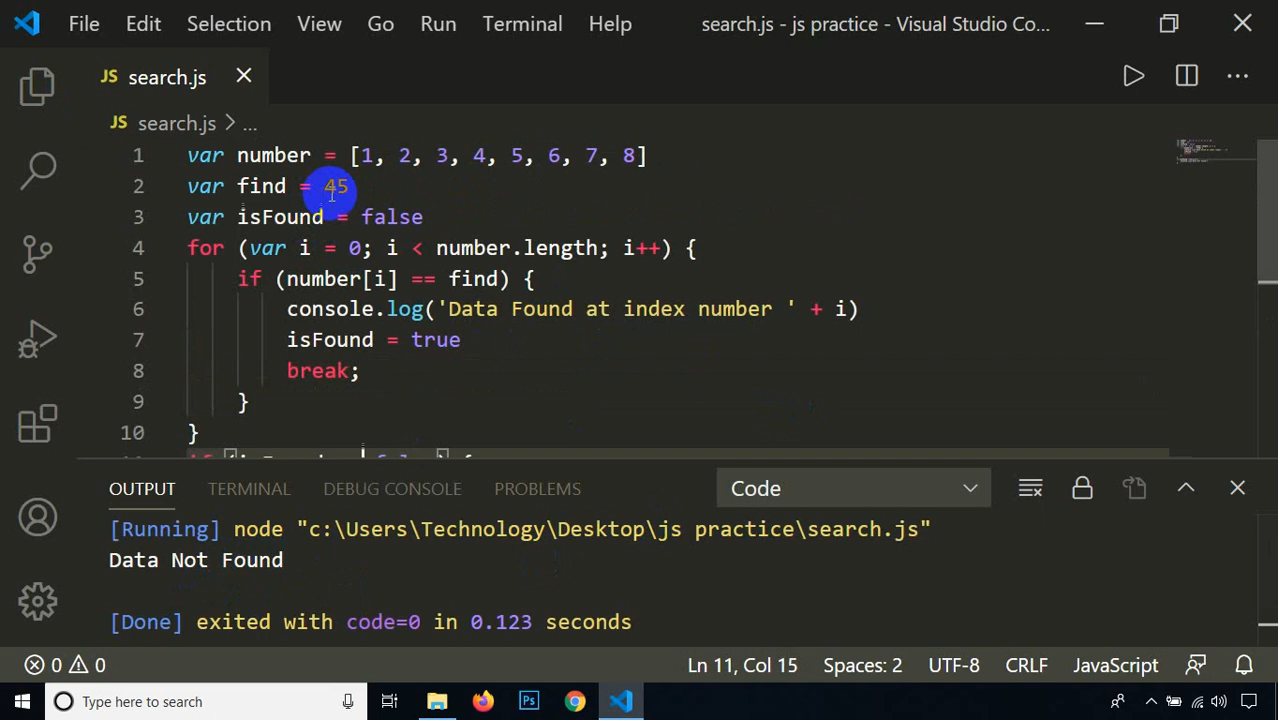 File Edit Selection View Go Run Terminal Help search.js - js practice - Visual Studio Co...
JS search.js
JS search.js > ...
1 var number = [1, 2, 3, 4, 5, 6, 7, 8]
2 var find = 45
3 var isFound = false
4 for (var i = 0; i < number.length; i++) {
5 if (number[i] == find) {
6 console.log('Data Found at index number ' + i)
7 isFound = true
8 break;
9 }
10 }
OUTPUT TERMINAL DEBUG CONSOLE PROBLEMS Code
[Running] node "c:\Users\Technology\Desktop\js practice\search.js"
Data Not Found
[Done] exited with code=0 in 0.123 seconds
0 0 Ln 11, Col 15 Spaces: 2 UTF-8 CRLF JavaScript
Type here to search Ps